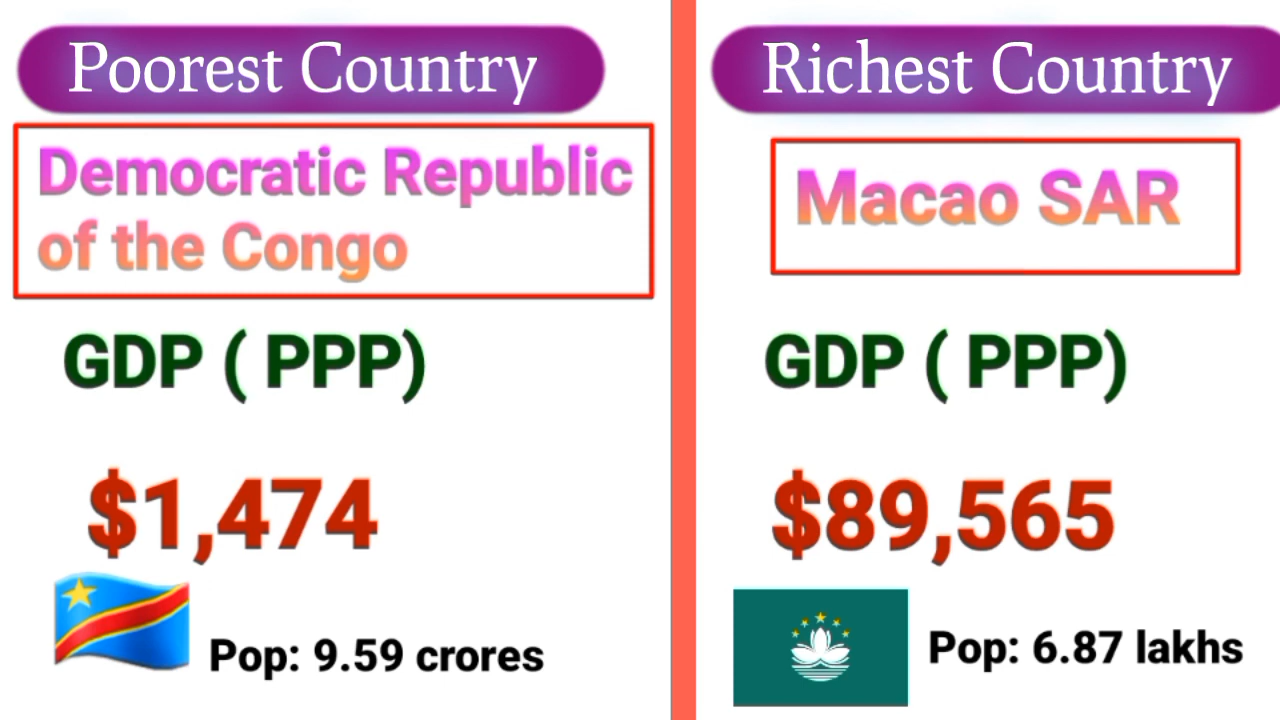 Poorest Country
Democratic Republic
of the Congo
GDP ( PPP)
$1,474
Pop: 9.59 crores
Richest Country
Macao SAR
GDP ( PPP)
$89,565
Pop: 6.87 lakhs